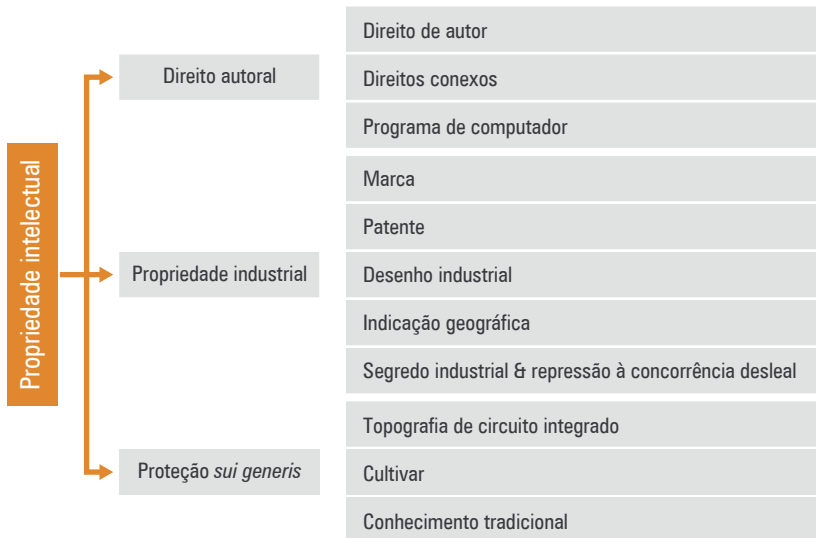 Propriedade intelectual
Direito autoral
Direito de autor
Direitos conexos
Programa de computador
Propriedade industrial
Marca
Patente
Desenho industrial
Indicação geográfica
Segredo industrial & repressão à concorrência desleal
Proteção sui generis
Topografia de circuito integrado
Cultivar
Conhecimento tradicional